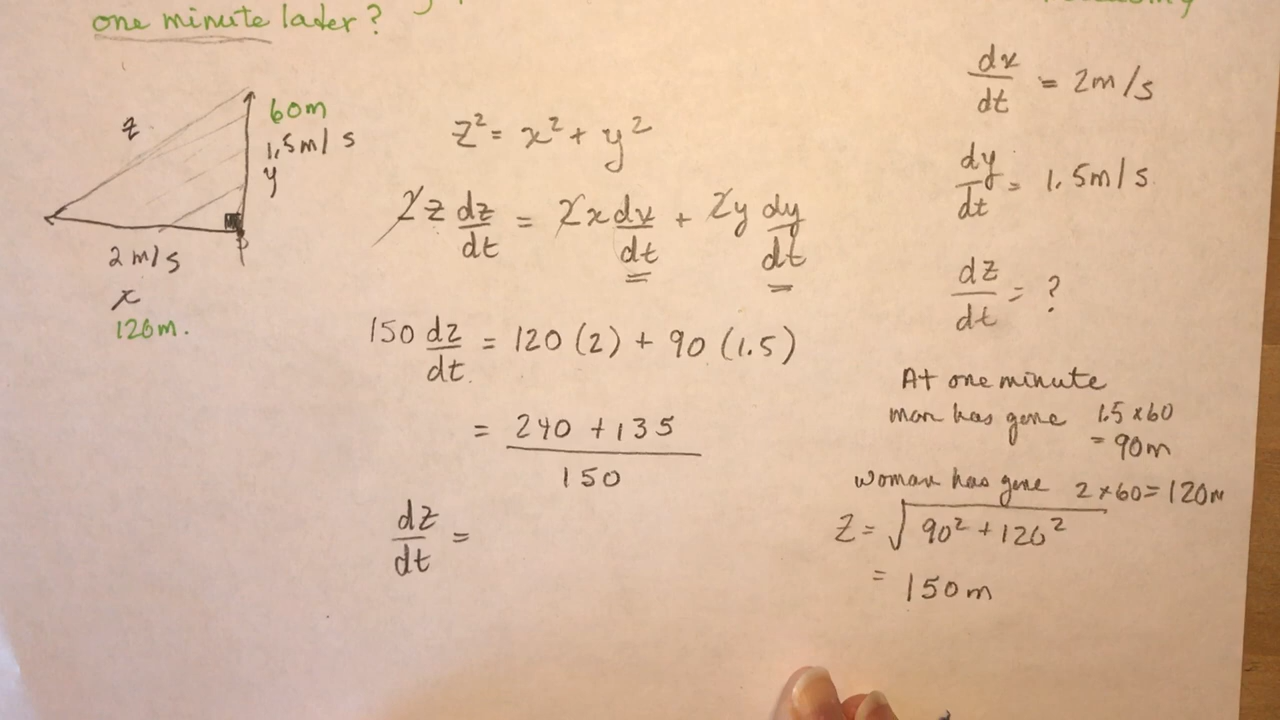 one minute later?
z
60m
1.5m/s
y
2m/s
x
120m.
z² = x² + y²
2z dz/dt = 2x dx/dt + 2y dy/dt
150 dz/dt = 120(2) + 90(1.5)
= 240 + 135 / 150
dz/dt =
dx/dt = 2m/s
dy/dt = 1.5m/s
dz/dt = ?
At one minute
man has gone 1.5×60
= 90m
woman has gone 2×60=120m
Z = √90² + 120²
= 150m